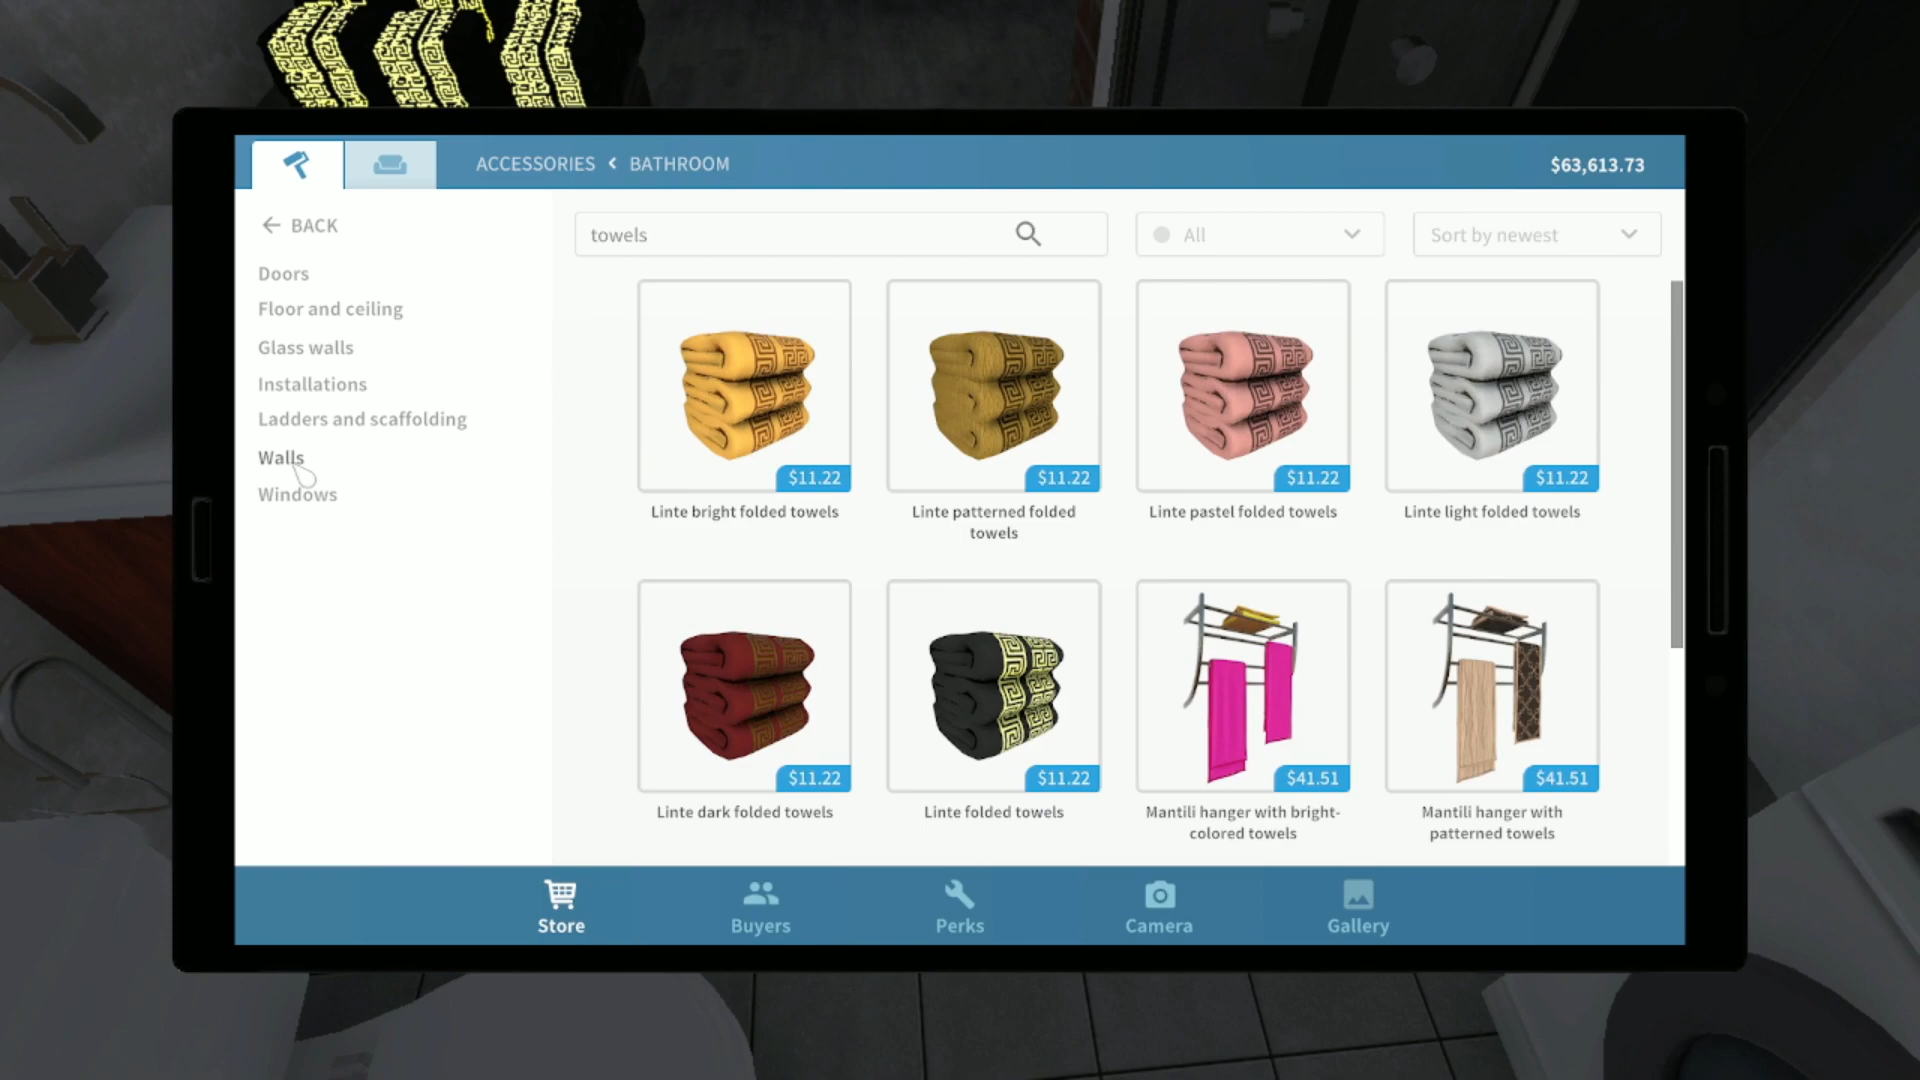 ACCESSORIES < BATHROOM
$63,613.73
BACK
Doors
Floor and ceiling
Glass walls
Installations
Ladders and scaffolding
Walls
Windows
towels
All
Sort by newest
$11.22
Linte bright folded towels
$11.22
Linte patterned folded
towels
$11.22
Linte pastel folded towels
$11.22
Linte light folded towels
$11.22
Linte dark folded towels
$11.22
Linte folded towels
$41.51
Mantili hanger with bright-
colored towels
$41.51
Mantili hanger with
patterned towels
Store
Buyers
Perks
Camera
Gallery